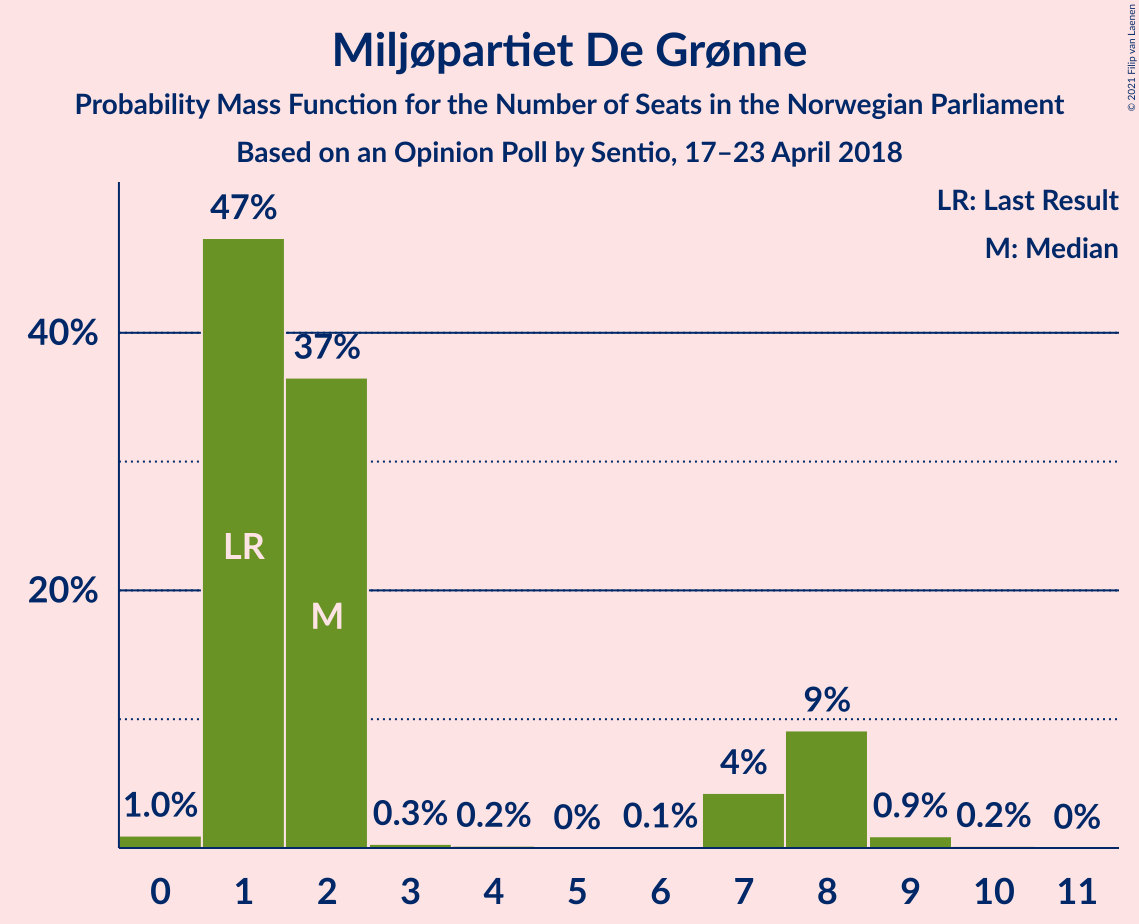 Miljøpartiet De Grønne
Probability Mass Function for the Number of Seats in the Norwegian Parliament
Based on an Opinion Poll by Sentio, 17–23 April 2018
© 2021 Filip van Laenen
LR: Last Result
M: Median
47%
40%
37%
LR
20%
M
9%
4%
1.0%
0.3%
0.2%
0%
0.1%
0.9%
0.2%
0%
0 1 2 3 4 5 6 7 8 9 10 11